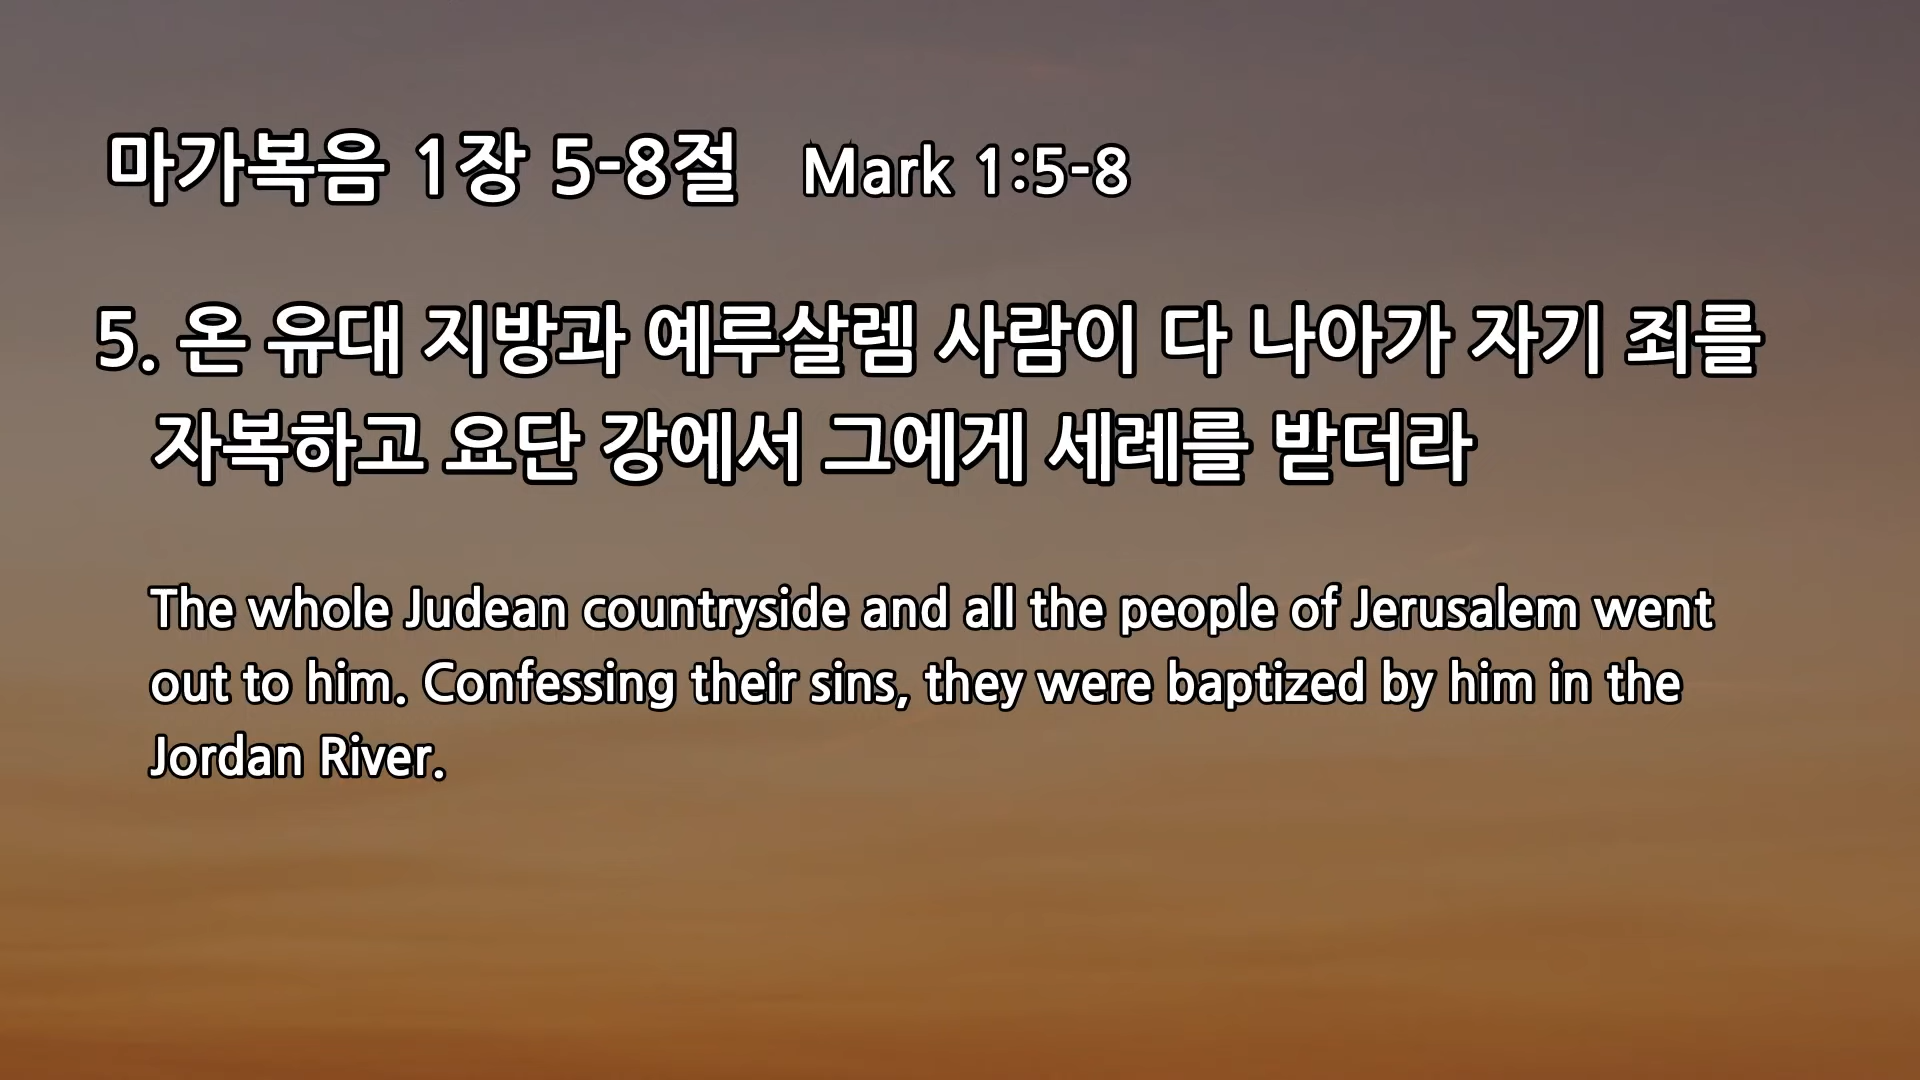 마가복음 1장 5-8절 Mark 1:5-8
5. 온 유대 지방과 예루살렘 사람이 다 나아가 자기 죄를
자복하고 요단 강에서 그에게 세례를 받더라
The whole Judean countryside and all the people of Jerusalem went
out to him. Confessing their sins, they were baptized by him in the
Jordan River.